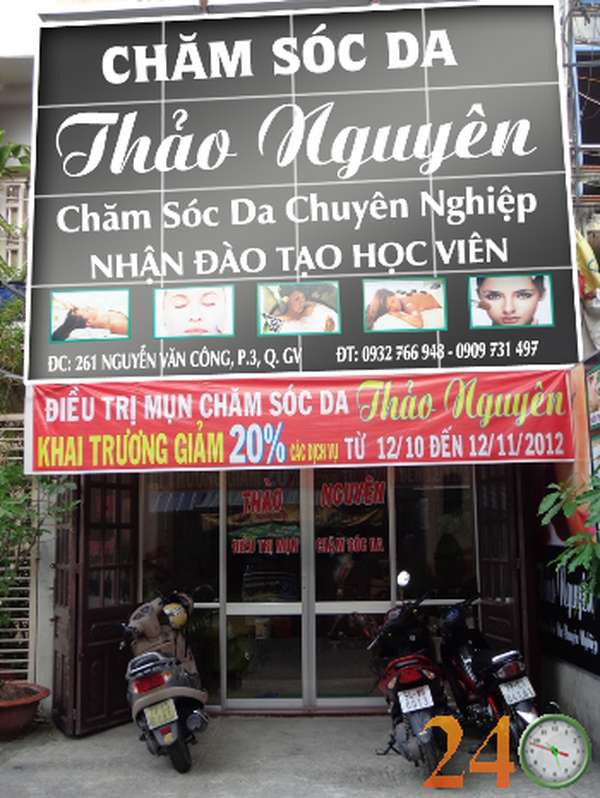 CHĂM SÓC DA
Thảo Nguyên
Chăm Sóc Da Chuyên Nghiệp
NHẬN ĐÀO TẠO HỌC VIÊN
ĐC: 261 NGUYỄN VĂN CÔNG, P.3, Q. GV ĐT: 0932 766 948 - 0909 731 497
ĐIỀU TRỊ MỤN CHĂM SÓC DA Thảo Nguyên
KHAI TRƯƠNG GIẢM 20% CÁC DỊCH VỤ TỪ 12/10 ĐẾN 12/11/2012
THẢO NGUYÊN
ĐIỀU TRỊ MỤN CHĂM SÓC DA
24